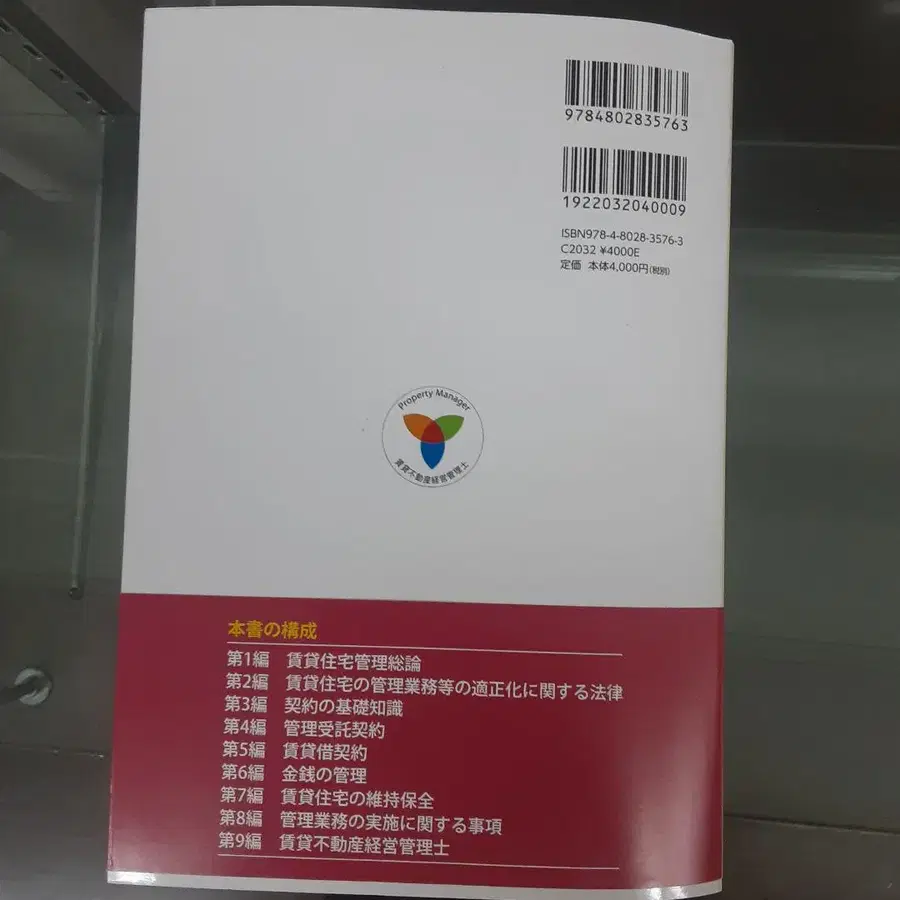 9784802835763
1922032040009
ISBN978-4-8028-3576-3
C2032 ¥4000E
定価 本体4,000円(税別)
Property Manager
賃貸不動産経営管理士
本書の構成
第1編 賃貸住宅管理総論
第2編 賃貸住宅の管理業務等の適正化に関する法律
第3編 契約の基礎知識
第4編 管理受託契約
第5編 賃貸借契約
第6編 金銭の管理
第7編 賃貸住宅の維持保全
第8編 管理業務の実施に関する事項
第9編 賃貸不動産経営管理士